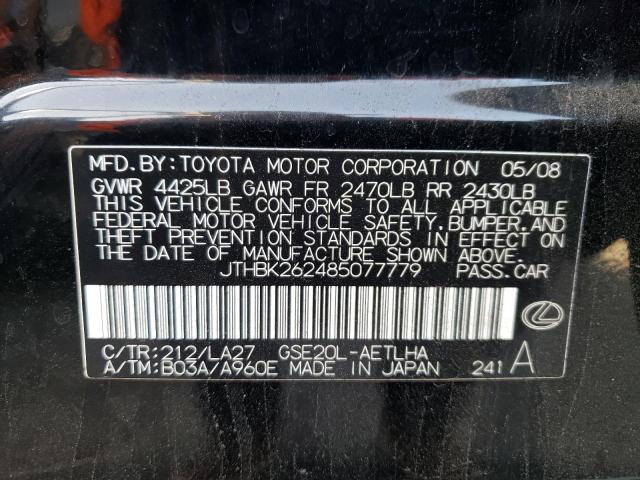 MFD.BY:TOYOTA MOTOR CORPORATION 05/08
GVWR 4425LB GAWR FR 2470LB RR 2430LB
THIS VEHICLE CONFORMS TO ALL APPLICABLE
FEDERAL MOTOR VEHICLE SAFETY,BUMPER,AND
THEFT PREVENTION STANDARDS IN EFFECT ON
THE DATE OF MANUFACTURE SHOWN ABOVE.
JTHBK262485077779 PASS.CAR
C/TR:212/LA27 GSE20L-AETLHA
A/TM:B03A/A960E MADE IN JAPAN 241 A